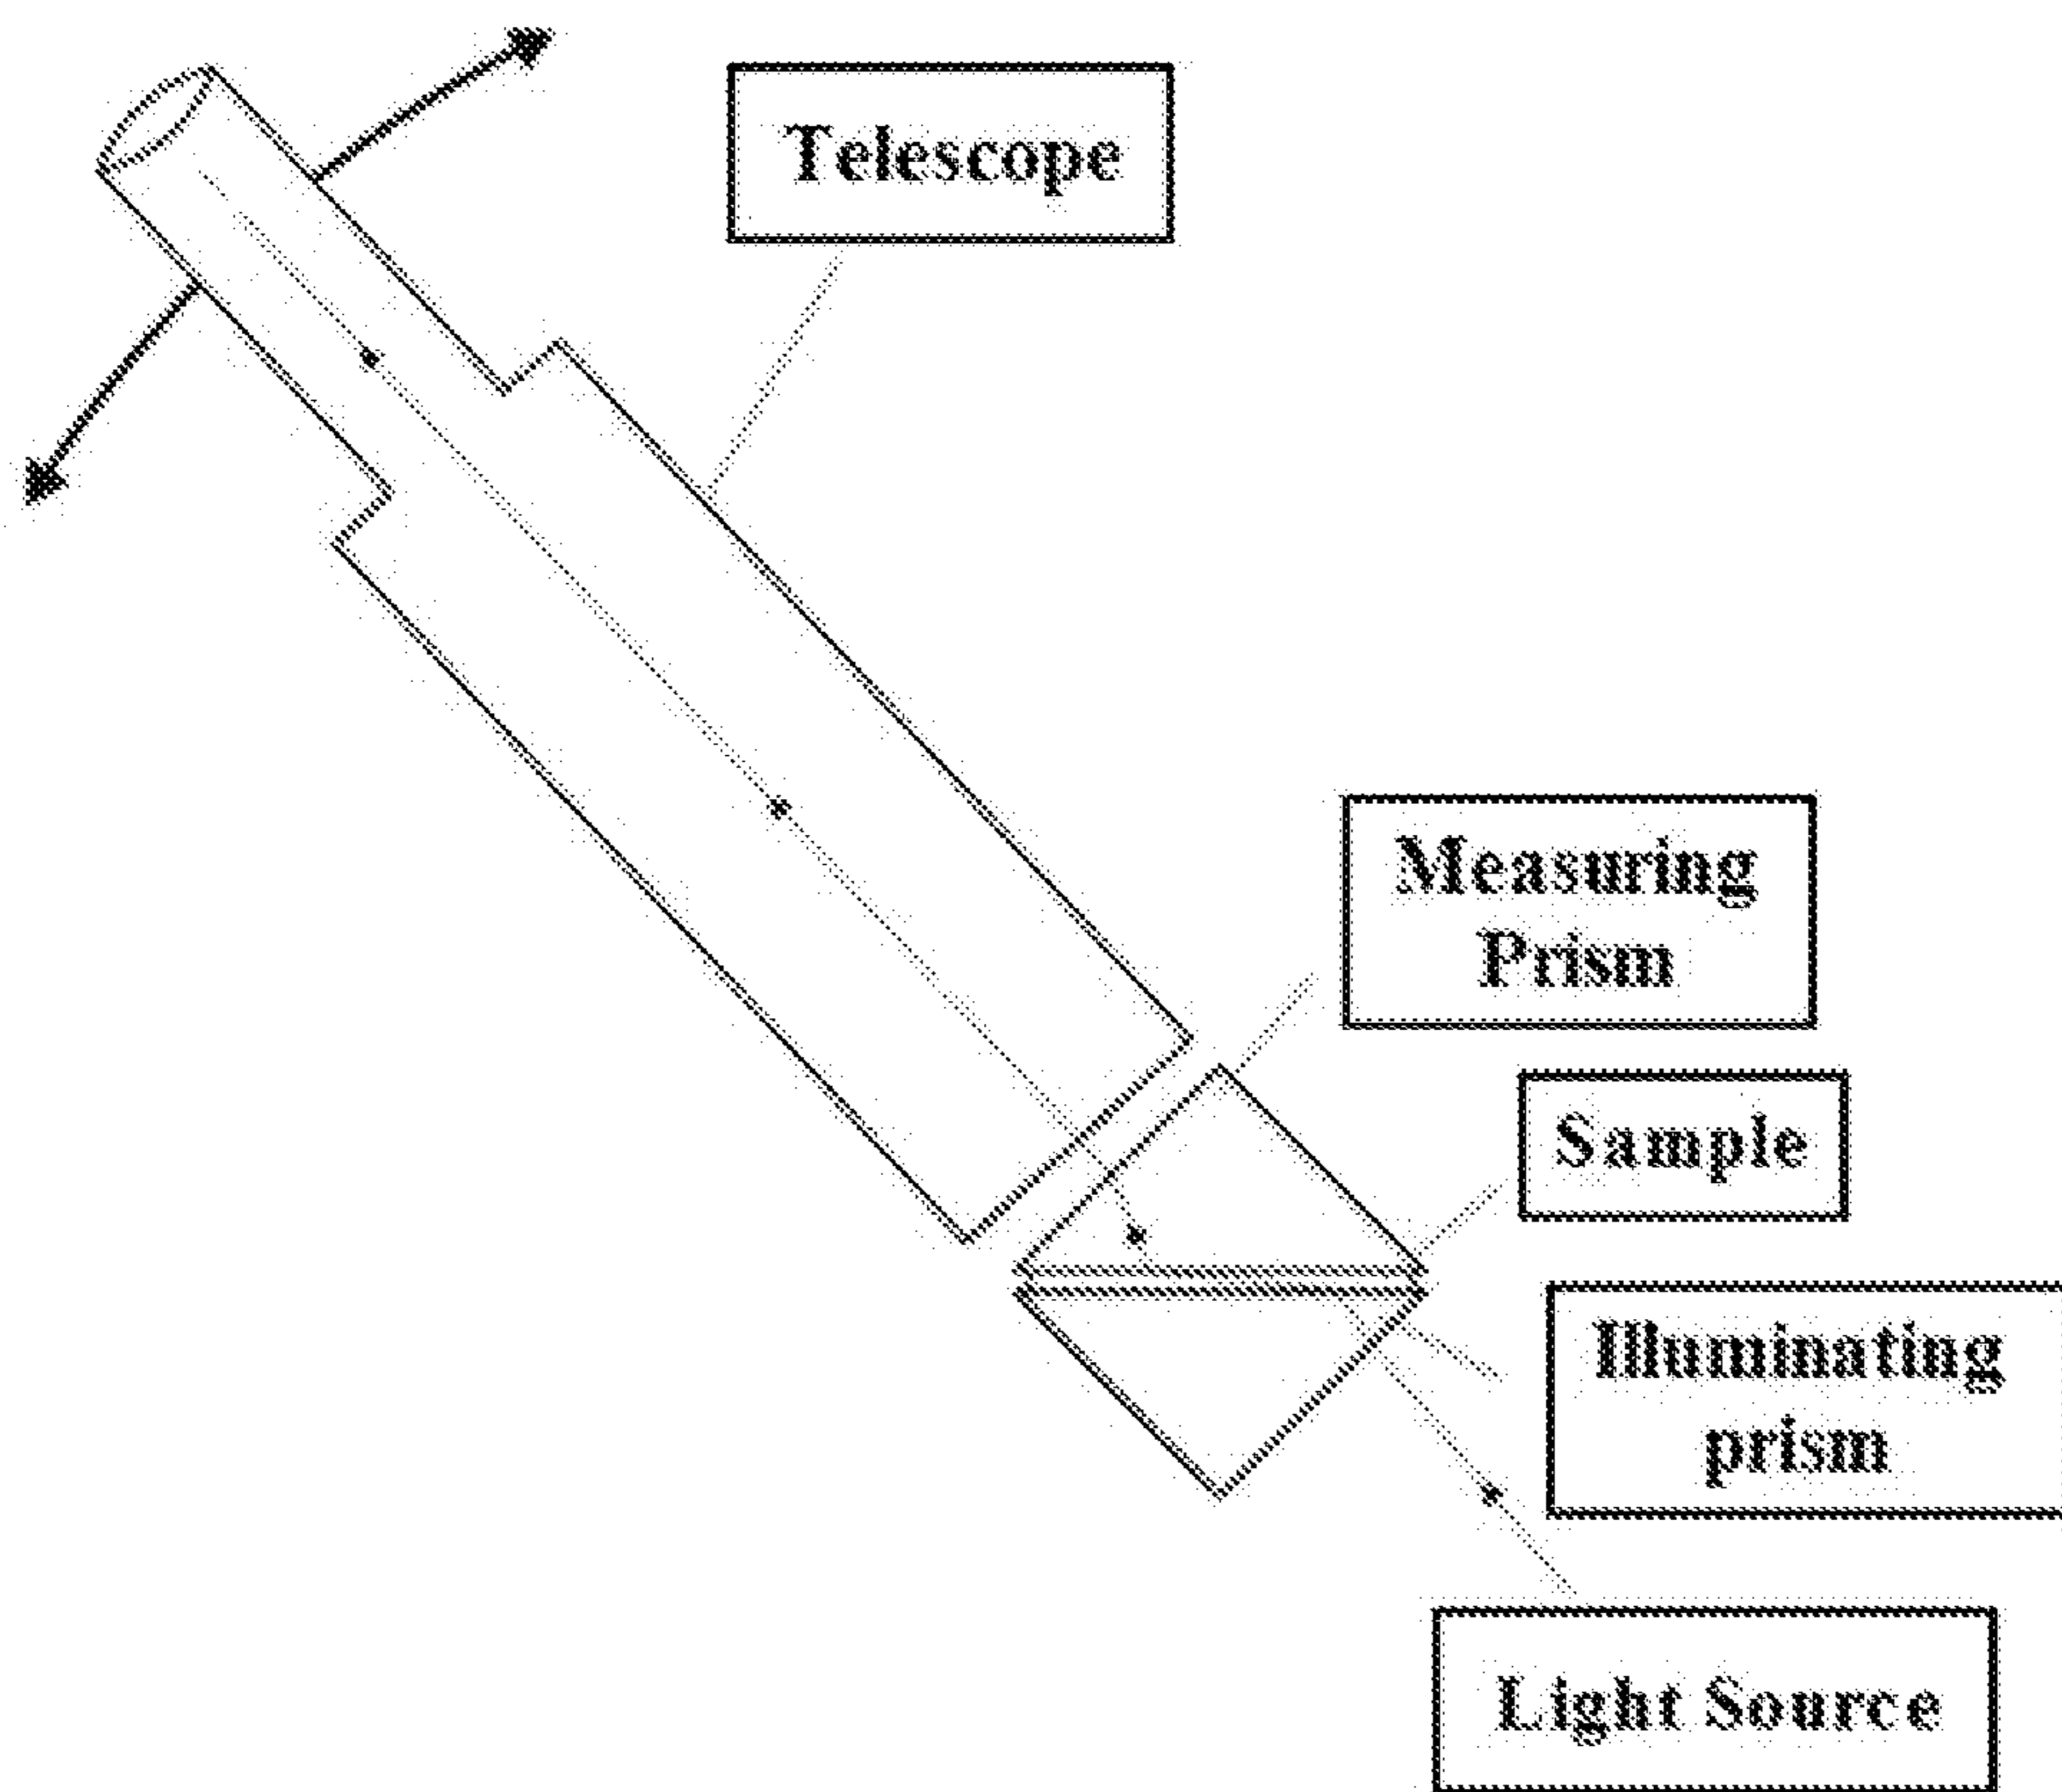 Telescope
Measuring
Prism
Sample
Illuminating
prism
Light Source